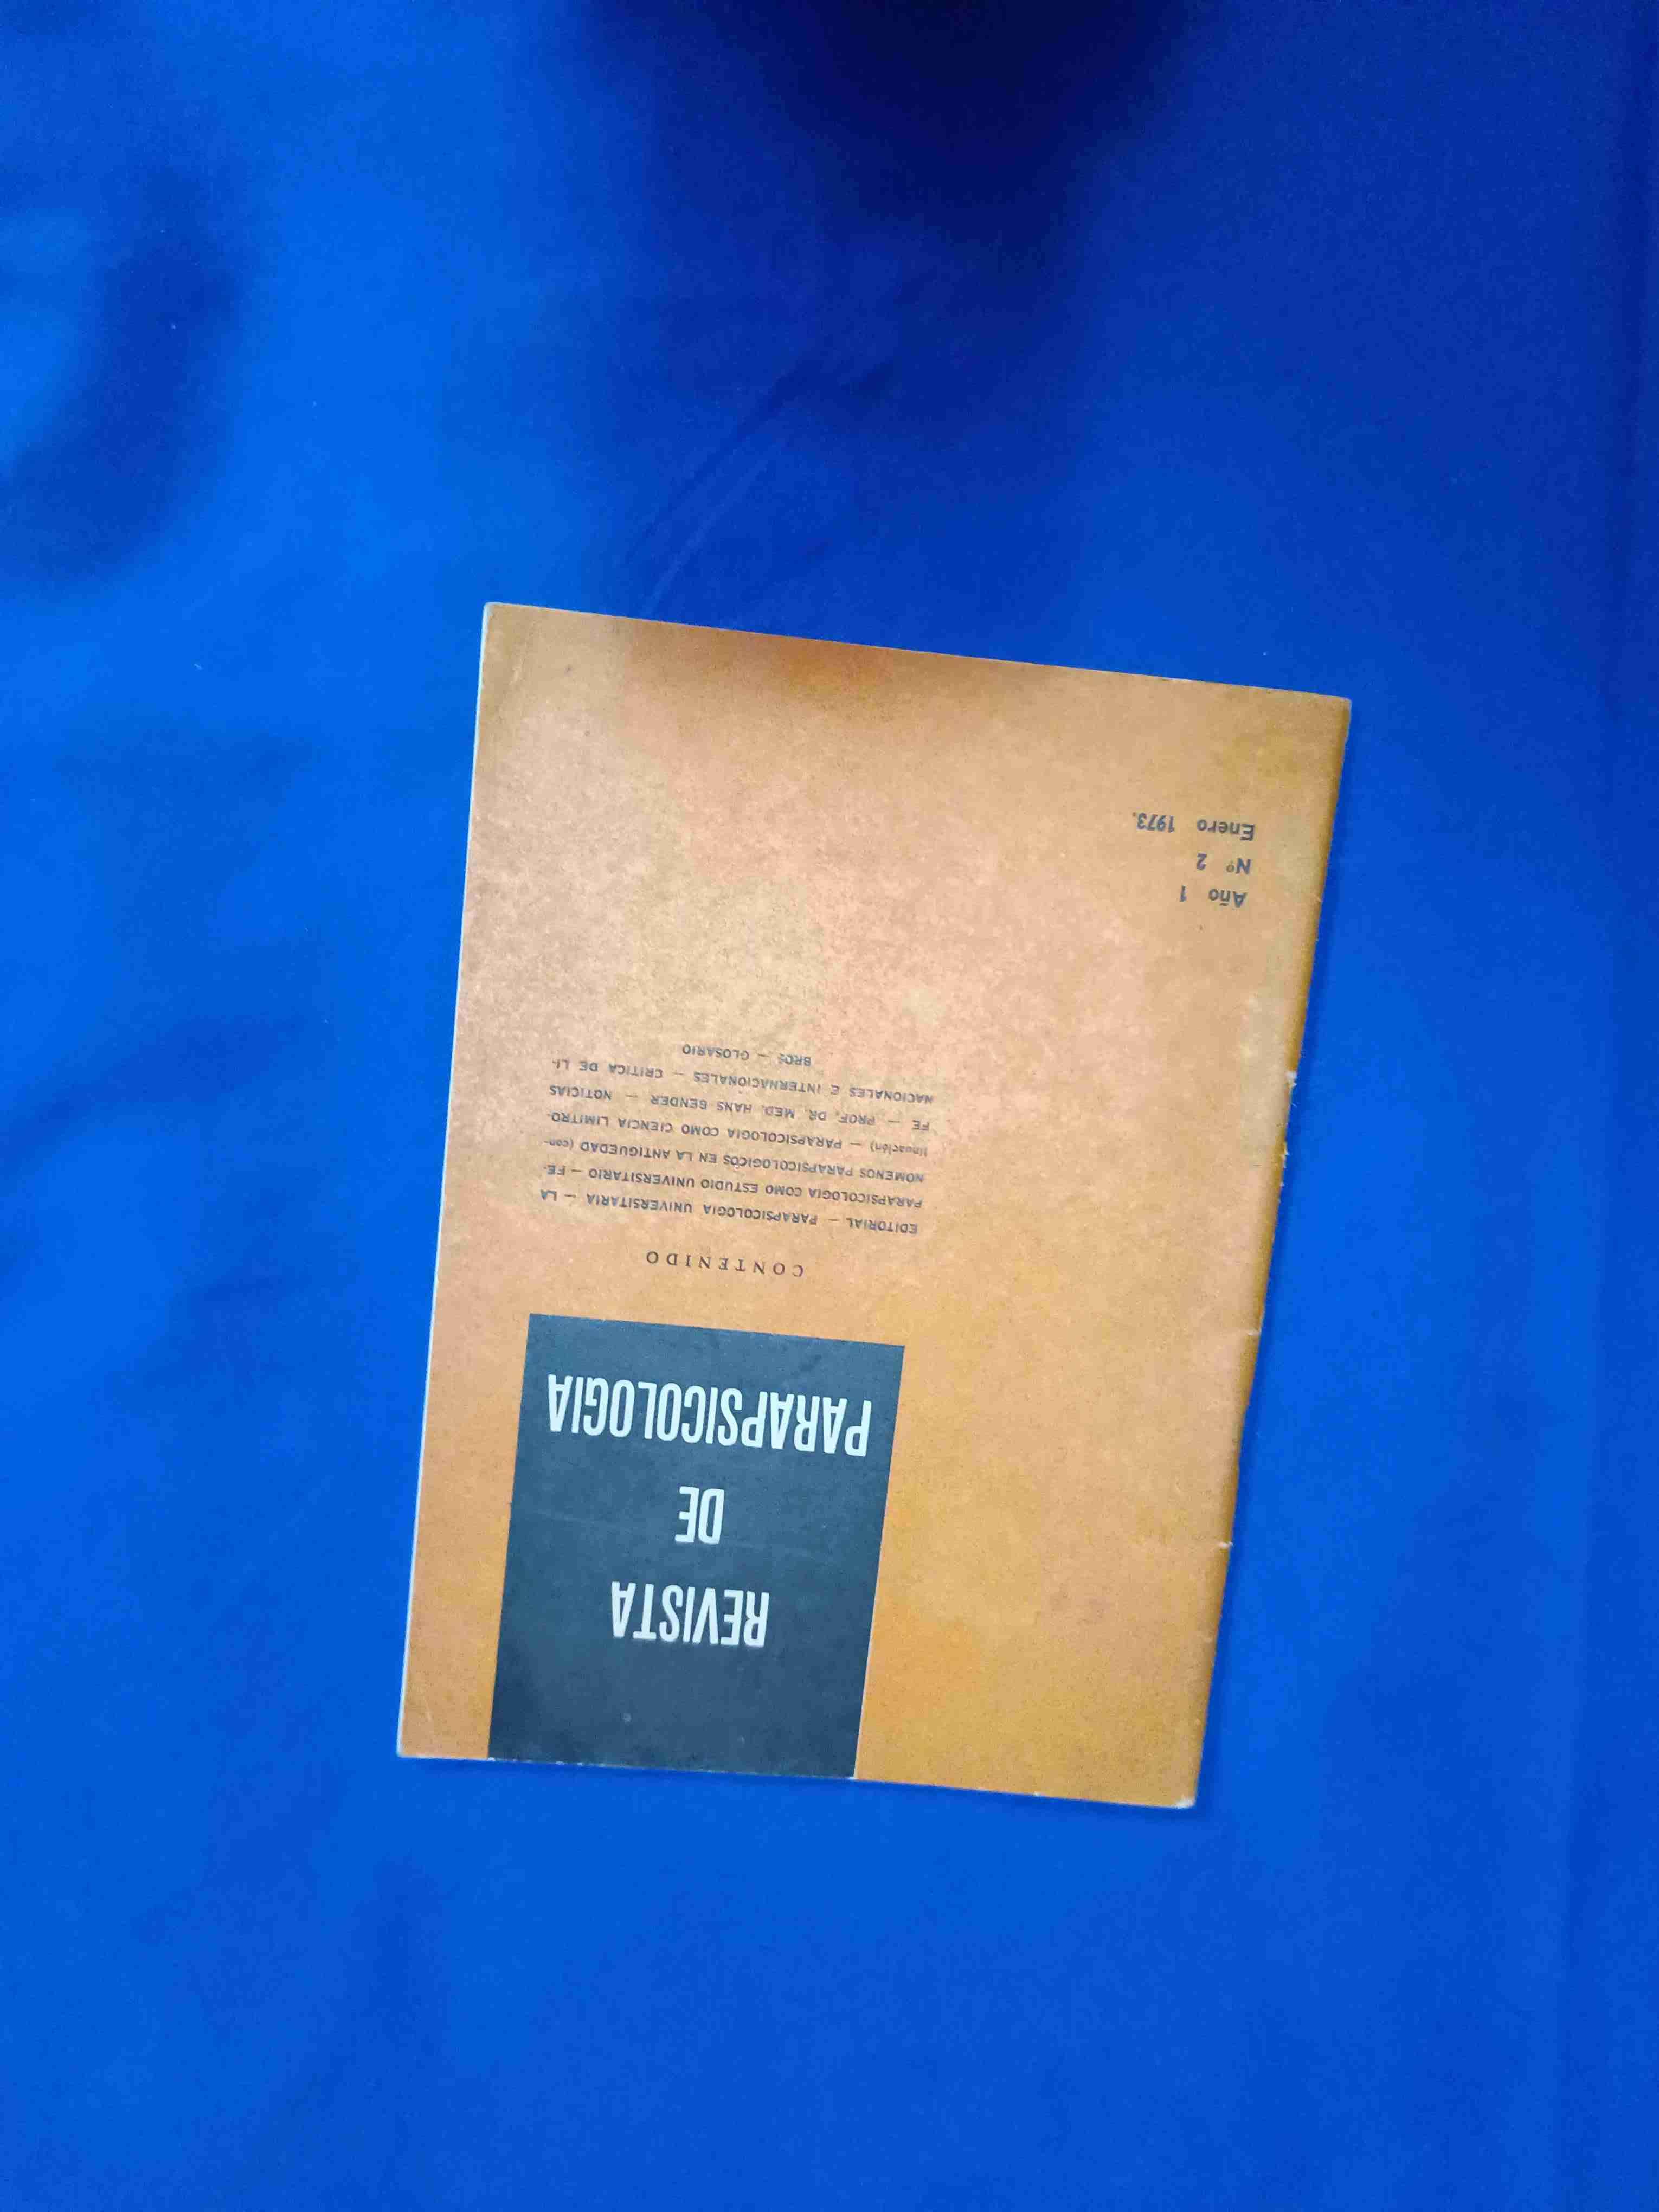 REVISTA
DE
PARAPSICOLOGIA
CONTENIDO
EDITORIAL — PARAPSICOLOGIA UNIVERSITARIA — LA
PARAPSICOLOGIA COMO ESTUDIO UNIVERSITARIO — FE-
NOMENOS PARAPSICOLOGICOS EN LA ANTIGUEDAD (con-
tinuación) — PARAPSICOLOGIA COMO CIENCIA LIMITRO-
FE — PROF. DR. MED. HANS BENDER — NOTICIAS
NACIONALES E INTERNACIONALES — CRITICA DE LI-
BROS — GLOSARIO
Año 1
Nº 2
Enero 1973.